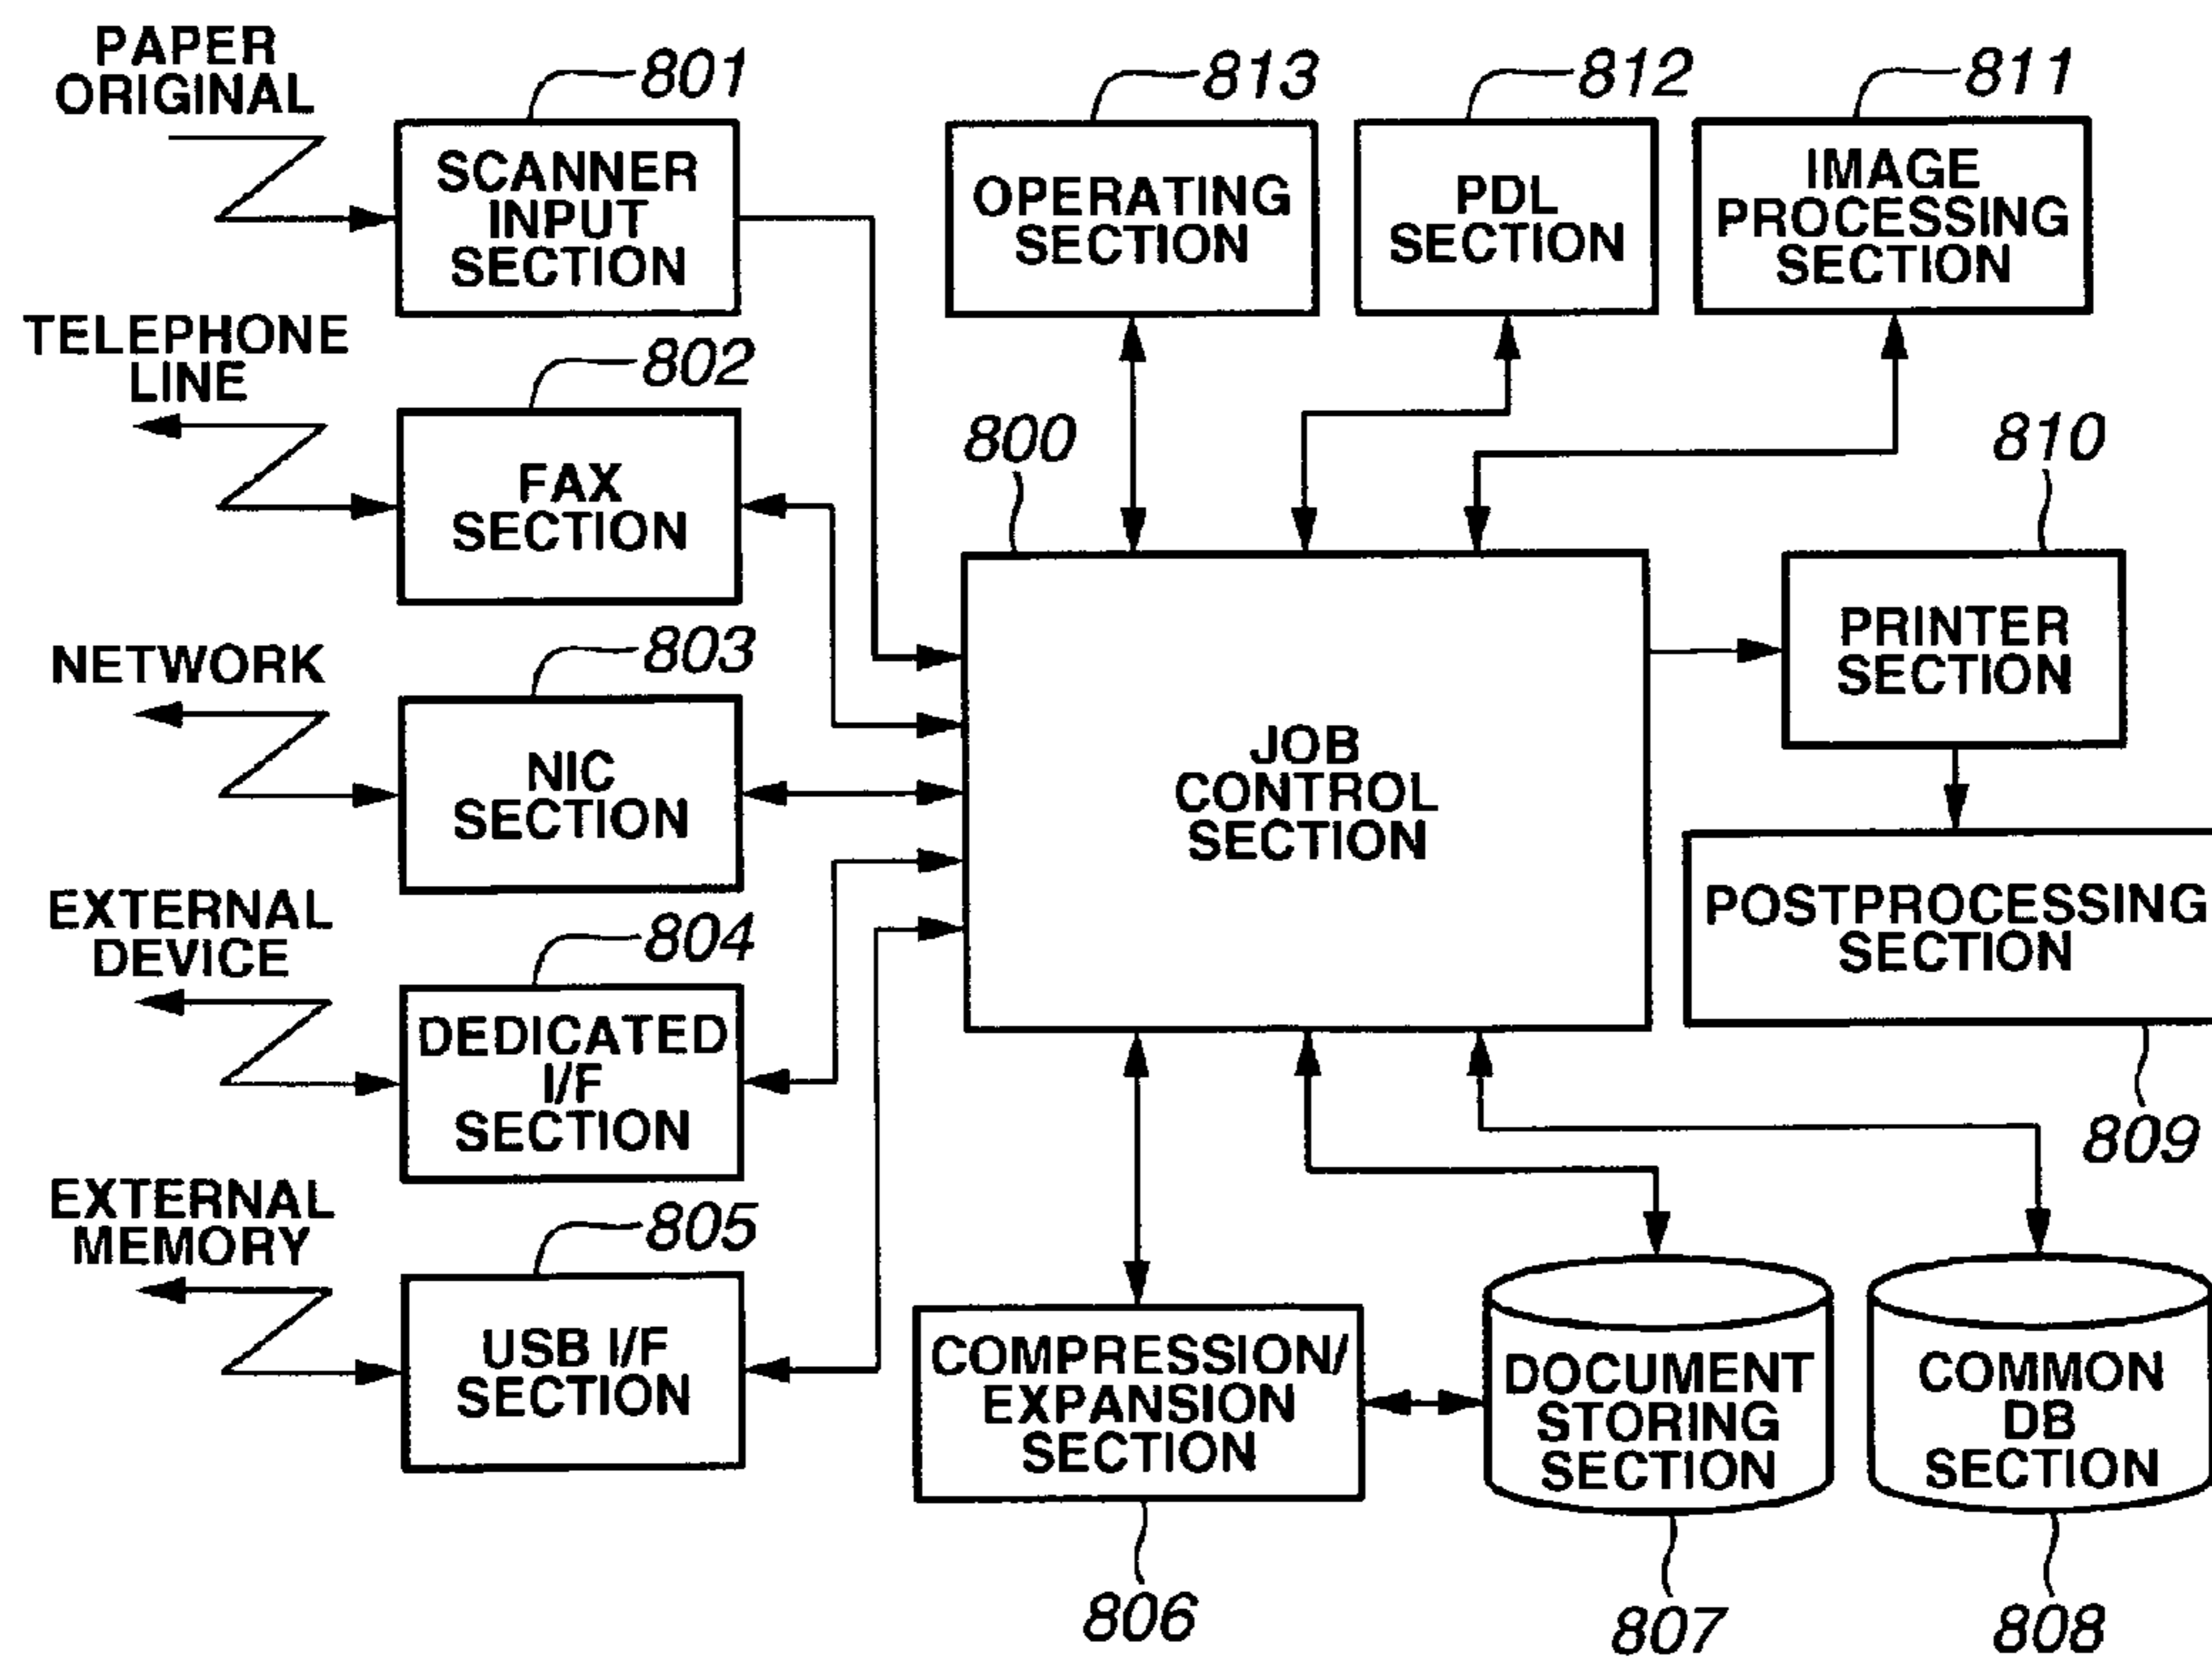 PAPER
ORIGINAL
801
SCANNER
INPUT
SECTION
813
OPERATING
SECTION
812
PDL
SECTION
811
IMAGE
PROCESSING
SECTION
TELEPHONE
LINE
802
FAX
SECTION
800
JOB
CONTROL
SECTION
810
PRINTER
SECTION
NETWORK
803
NIC
SECTION
POSTPROCESSING
SECTION
809
EXTERNAL
DEVICE
804
DEDICATED
I/F
SECTION
EXTERNAL
MEMORY
805
USB I/F
SECTION
COMPRESSION/
EXPANSION
SECTION
806
DOCUMENT
STORING
SECTION
807
COMMON
DB
SECTION
808